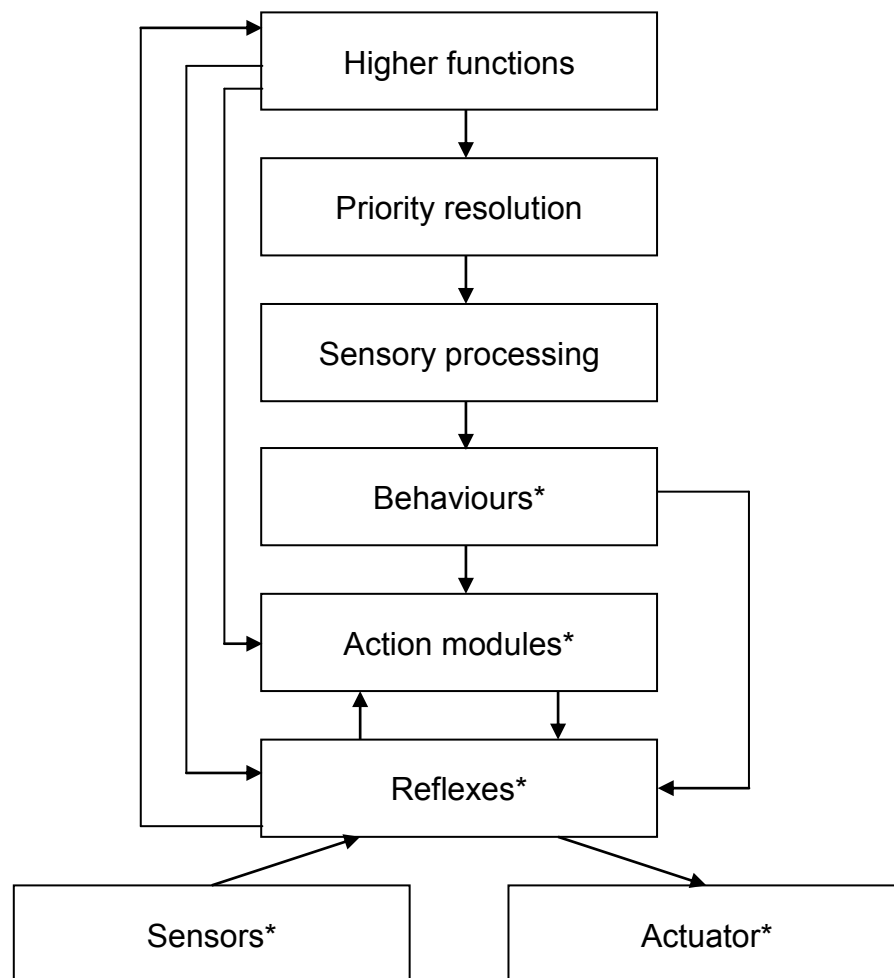 Higher functions
Priority resolution
Sensory processing
Behaviours*
Action modules*
Reflexes*
Sensors*
Actuator*